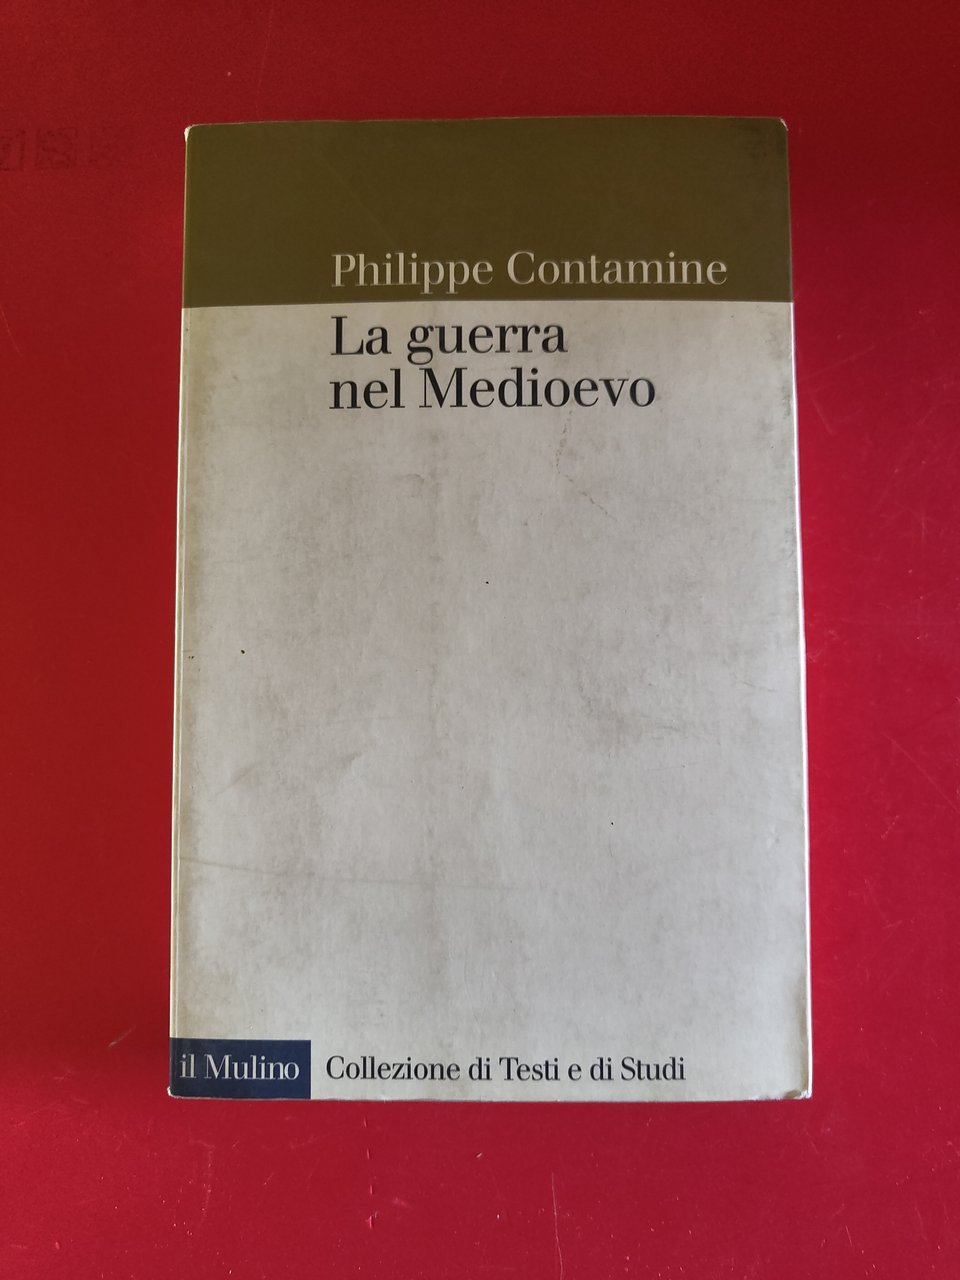 Philippe Contamine
La guerra
nel Medioevo
il Mulino
Collezione di Testi e di Studi